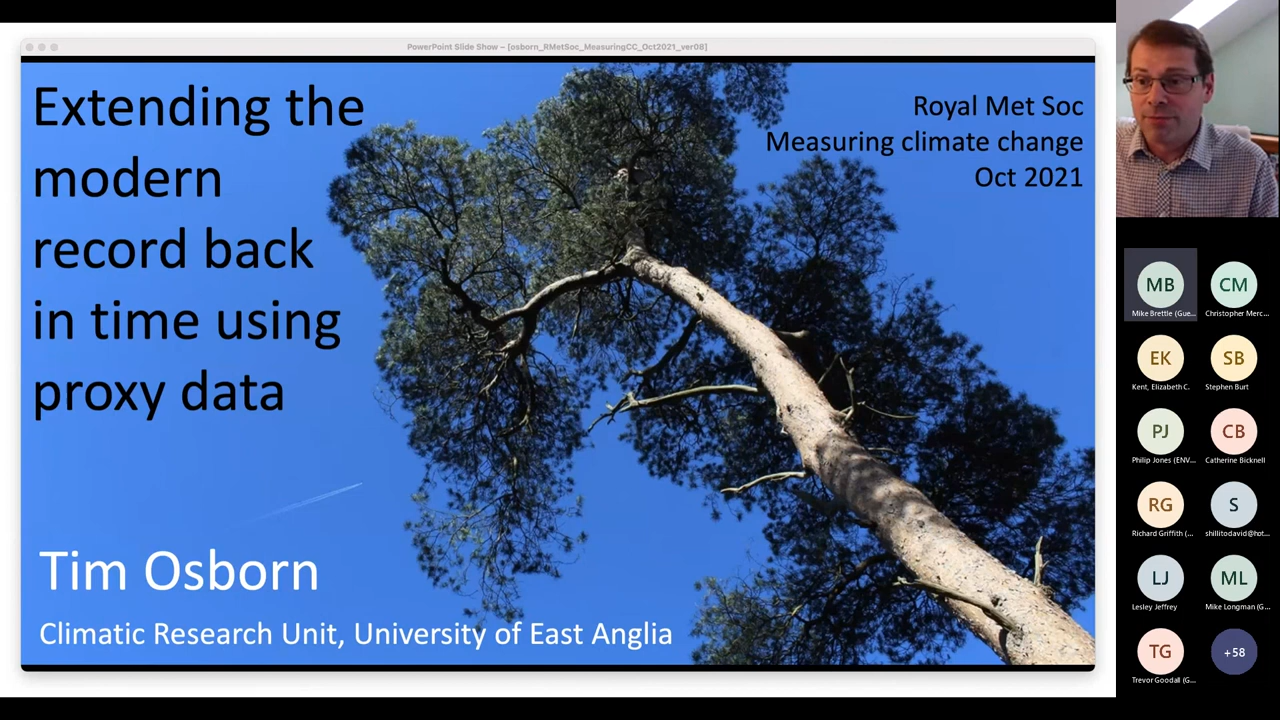 PowerPoint Slide Show – [osborn_RMetSoc_MeasuringCC_Oct2021_ver08]
Extending the
modern
record back
in time using
proxy data
Royal Met Soc
Measuring climate change
Oct 2021
Tim Osborn
Climatic Research Unit, University of East Anglia
MB
Mike Brettle (Gue...
CM
Christopher Merc...
EK
Kent, Elizabeth C.
SB
Stephen Burt
PJ
Philip Jones (ENV...
CB
Catherine Bicknell
RG
Richard Griffith (...
S
shillitodavid@hot...
LJ
Lesley Jeffrey
ML
Mike Longman (G...
TG
Trevor Goodall (G...
+58